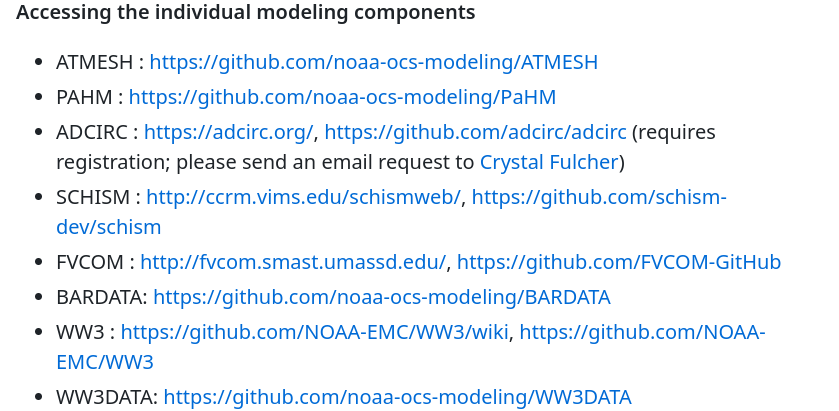 Accessing the individual modeling components
• ATMESH : https://github.com/noaa-ocs-modeling/ATMESH
• PAHM : https://github.com/noaa-ocs-modeling/PaHM
• ADCIRC : https://adcirc.org/, https://github.com/adcirc/adcirc (requires
registration; please send an email request to Crystal Fulcher)
• SCHISM : http://ccrm.vims.edu/schismweb/, https://github.com/schism-
dev/schism
• FVCOM : http://fvcom.smast.umassd.edu/, https://github.com/FVCOM-GitHub
• BARDATA: https://github.com/noaa-ocs-modeling/BARDATA
• WW3 : https://github.com/NOAA-EMC/WW3/wiki, https://github.com/NOAA-
EMC/WW3
• WW3DATA: https://github.com/noaa-ocs-modeling/WW3DATA